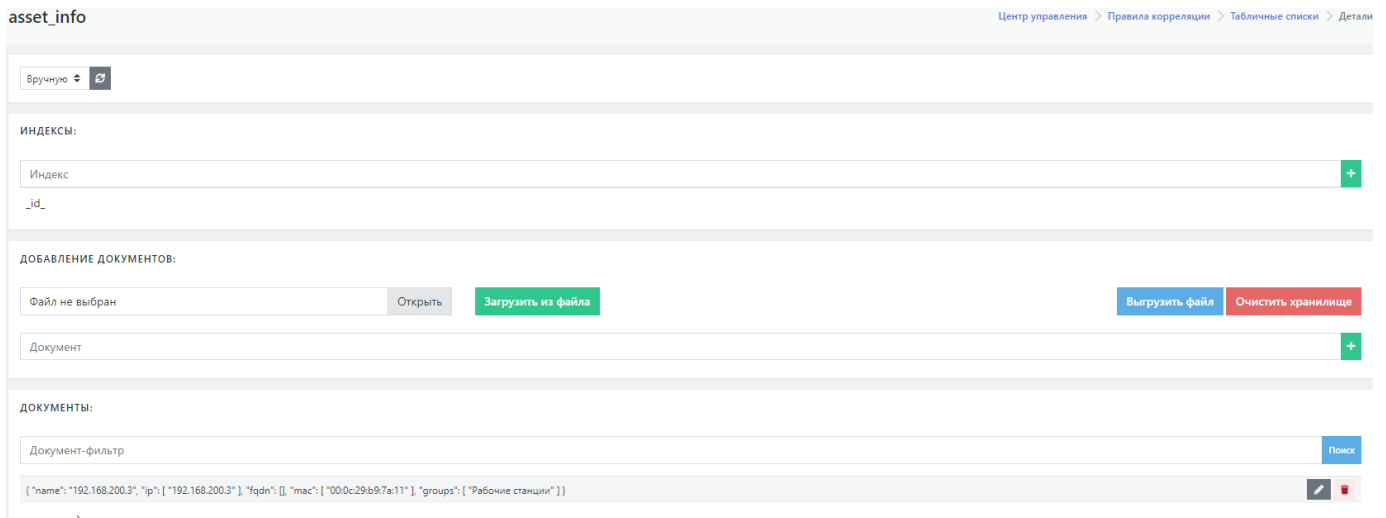 asset_info
Центр управления > Правила корреляции > Табличные списки > Детали
Вручную
ИНДЕКСЫ:
Индекс
+
_id_
ДОБАВЛЕНИЕ ДОКУМЕНТОВ:
Файл не выбран Открыть Загрузить из файла Выгрузить файл Очистить хранилище
Документ
+
ДОКУМЕНТЫ:
Документ-фильтр Поиск
{ "name": "192.168.200.3", "ip": [ "192.168.200.3" ], "fqdn": [], "mac": [ "00:0c:29:b9:7a:11" ], "groups": [ "Рабочие станции" ] }